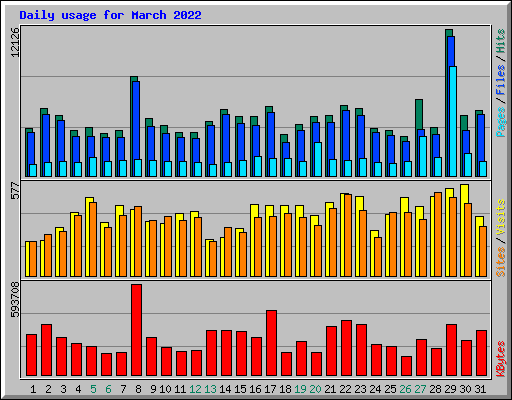 Daily usage for March 2022
12126
Pages / Files / Hits
577
Sites / Visits
593708
KBytes
1 2 3 4 5 6 7 8 9 10 11 12 13 14 15 16 17 18 19 20 21 22 23 24 25 26 27 28 29 30 31